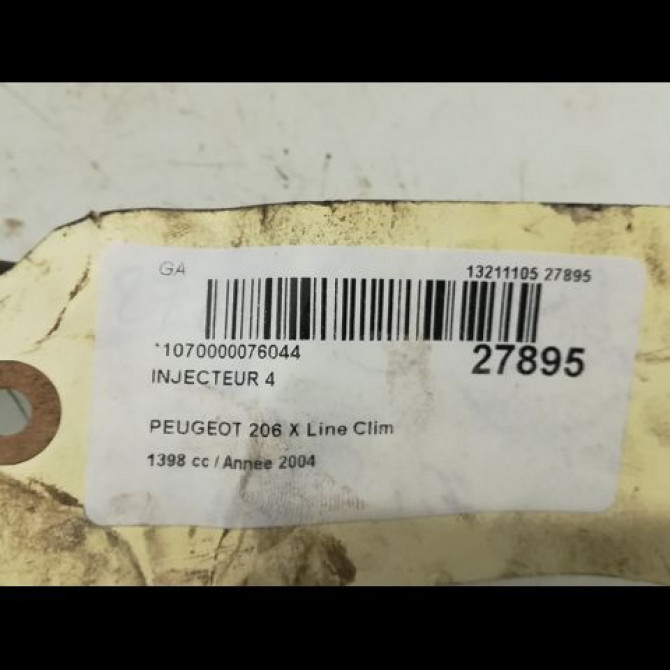 GA 13211105 27895
*1070000076044 27895
INJECTEUR 4
PEUGEOT 206 X Line Clim
1398 cc / Annee 2004